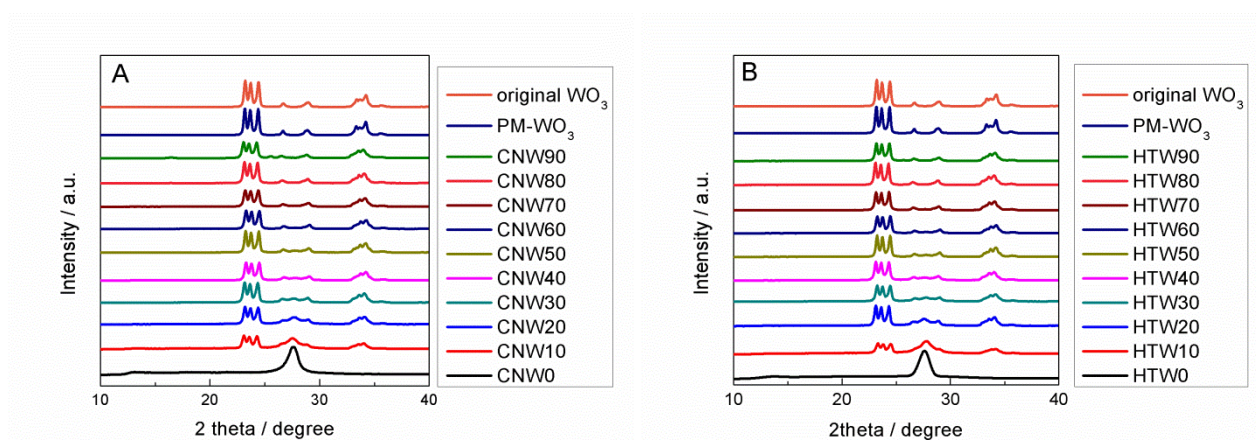 A
original WO₃
PM-WO₃
CNW90
CNW80
CNW70
CNW60
CNW50
CNW40
CNW30
CNW20
CNW10
CNW0
Intensity / a.u.
10 20 30 40
2 theta / degree
B
original WO₃
PM-WO₃
HTW90
HTW80
HTW70
HTW60
HTW50
HTW40
HTW30
HTW20
HTW10
HTW0
Intensity / a.u.
10 20 30 40
2theta / degree